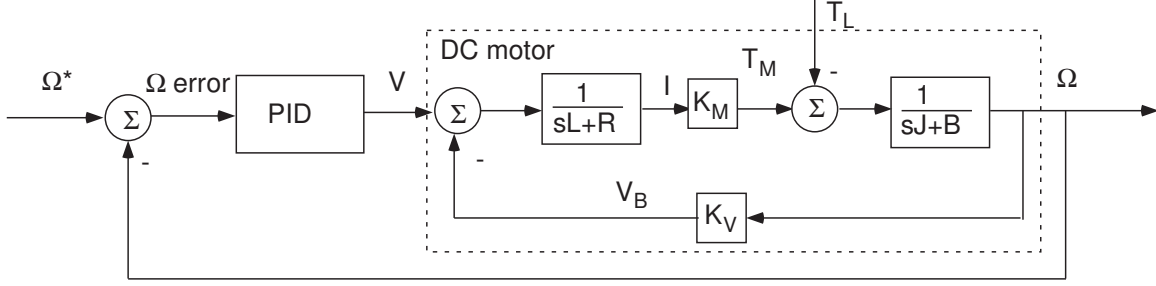 T_L
DC motor
Ω*
Ω error
V
I
T_M
Ω
Σ
PID
Σ
1
sL+R
K_M
Σ
1
sJ+B
-
-
-
V_B
K_V